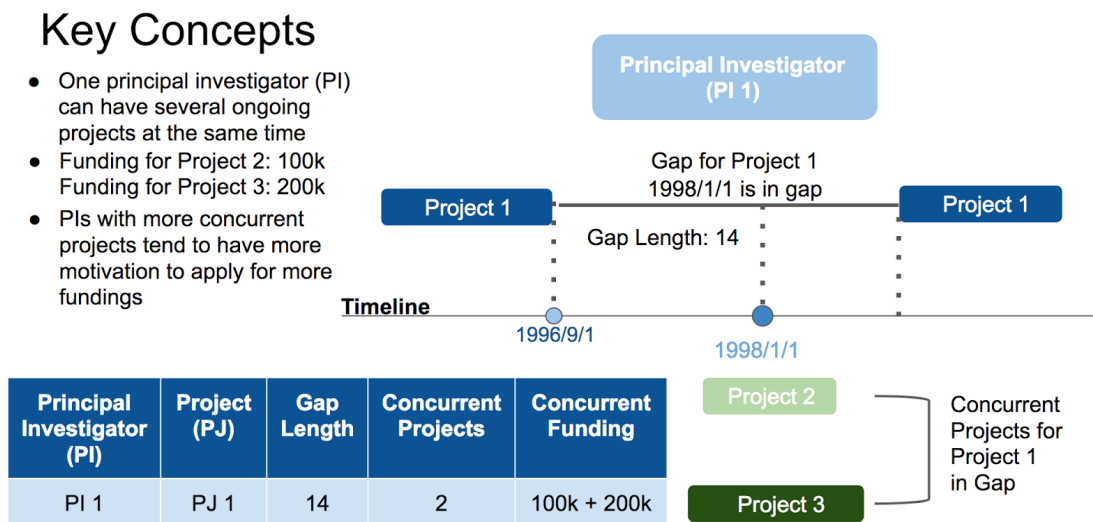 Key Concepts
● One principal investigator (PI)
can have several ongoing
projects at the same time
● Funding for Project 2: 100k
Funding for Project 3: 200k
● PIs with more concurrent
projects tend to have more
motivation to apply for more
fundings
Principal Investigator
(PI 1)
Gap for Project 1
1998/1/1 is in gap
Project 1
Project 1
Gap Length: 14
Timeline
1996/9/1
1998/1/1
Principal
Investigator
(PI)
Project
(PJ)
Gap
Length
Concurrent
Projects
Concurrent
Funding
PI 1
PJ 1
14
2
100k + 200k
Project 2
Project 3
Concurrent
Projects for
Project 1
in Gap